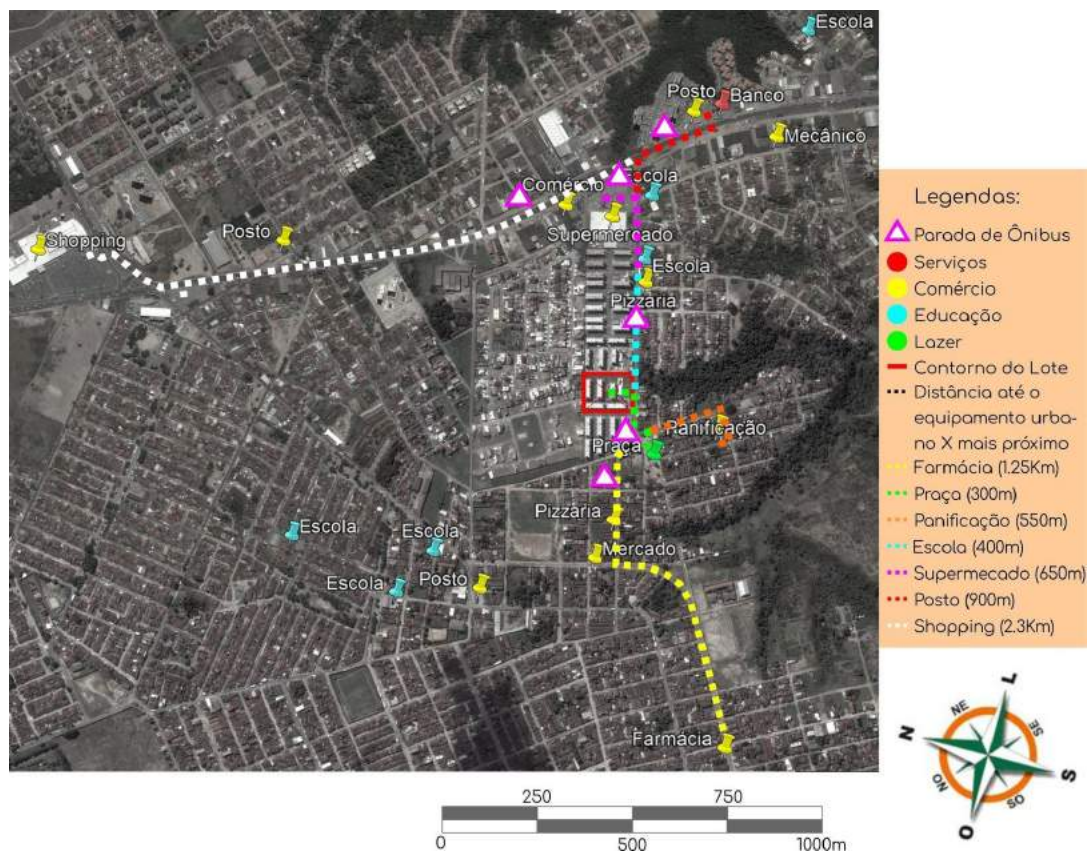 Escola
Posto
Banco
Mecânico
Comércio
scola
Supermercado
Shopping
Posto
Escola
Pizzaria
Panificação
Praça
Pizzaria
Escola
Escola
Mercado
Escola
Posto
Farmácia
Legendas:
Parada de Ônibus
Serviços
Comércio
Educação
Lazer
Contorno do Lote
Distância até o
equipamento urba-
no X mais próximo
Farmácia (1.25Km)
Praça (300m)
Panificação (550m)
Escola (400m)
Supermecado (650m)
Posto (900m)
Shopping (2.3Km)
L
NE
SE
N
S
NO
SO
O
250
750
0
500
1000m